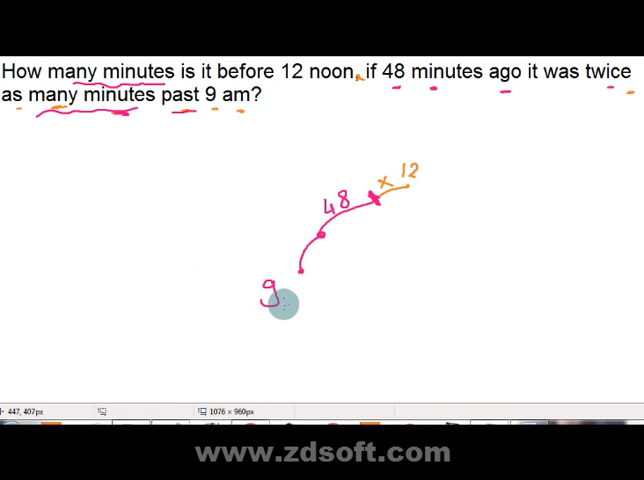 How many minutes is it before 12 noon, if 48 minutes ago it was twice
as many minutes past 9 am?
x 12
48
9
447, 407px
1076 × 960px
www.zdsoft.com